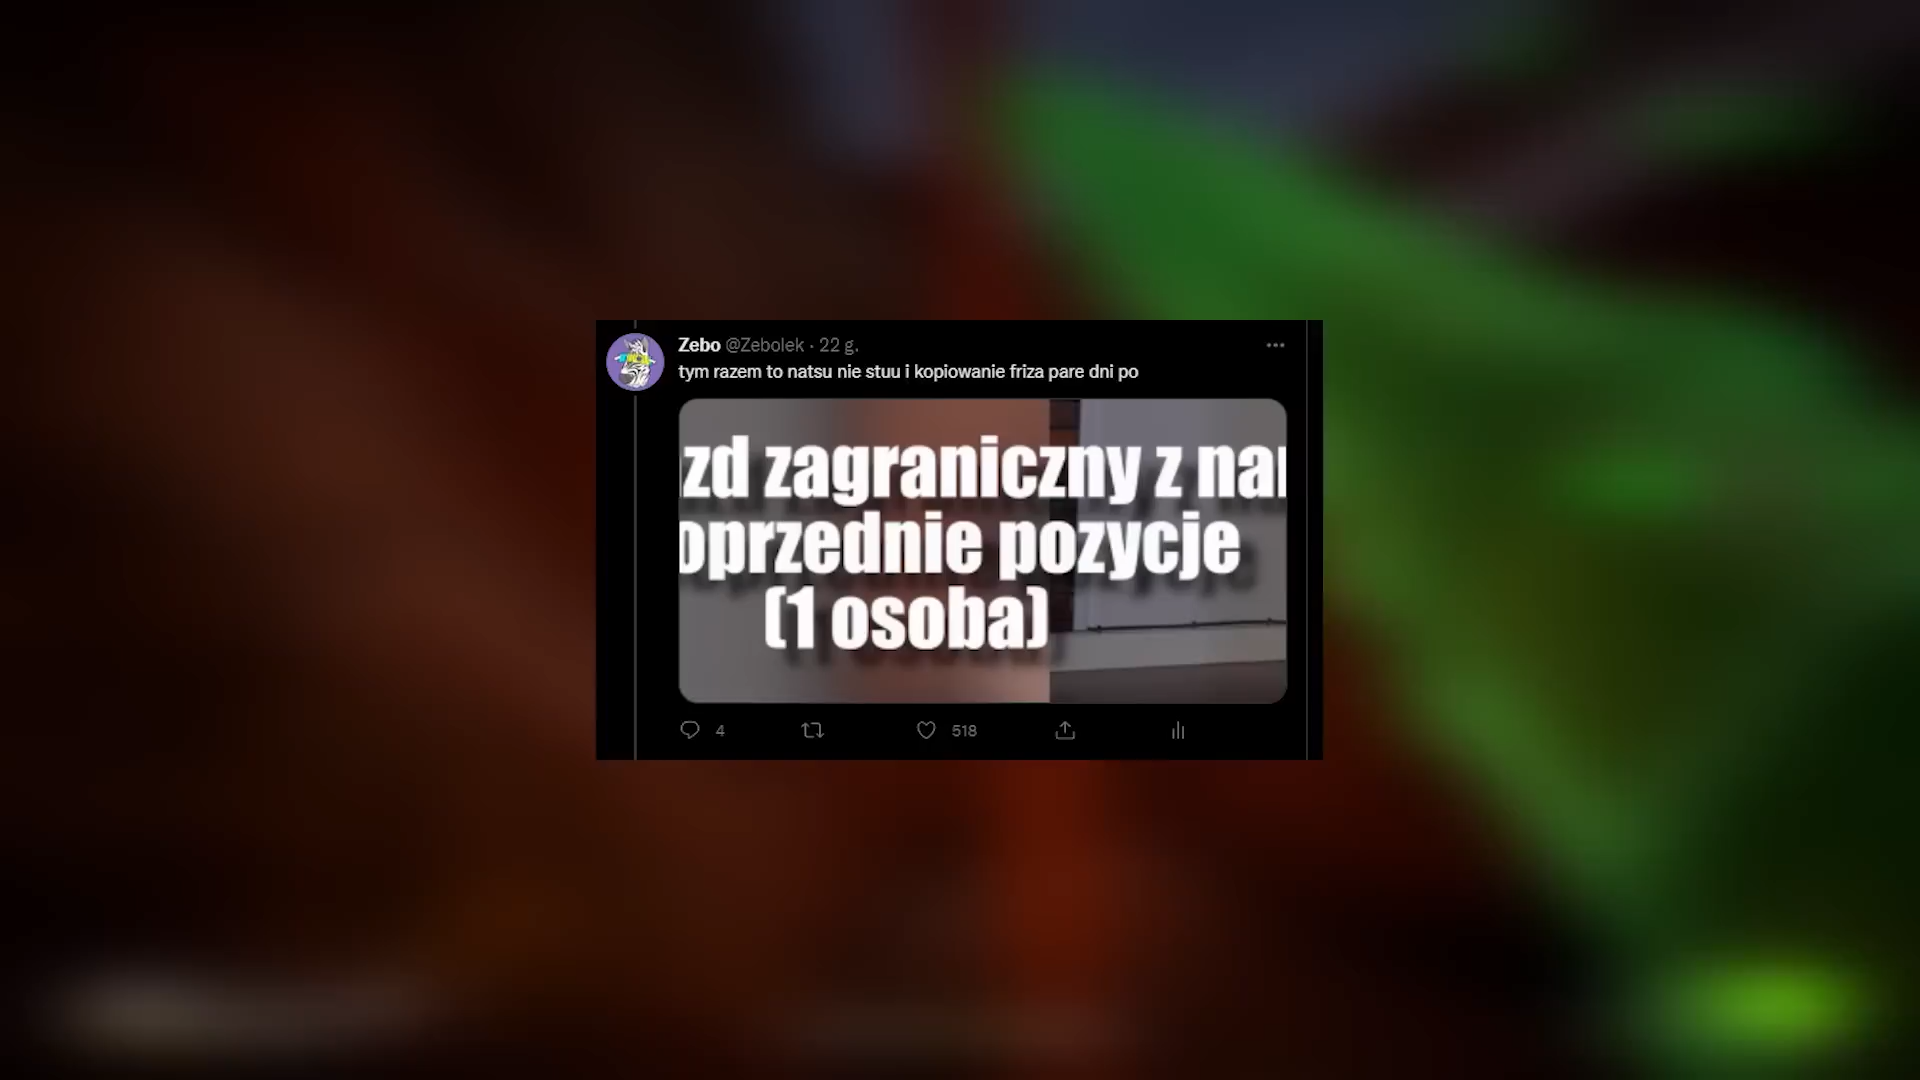 Zebo @Zebolek · 22 g.
tym razem to natsu nie stuu i kopiowanie friza pare dni po
zd zagraniczny z
oprzednie pozycje
(1 osoba)
4 518